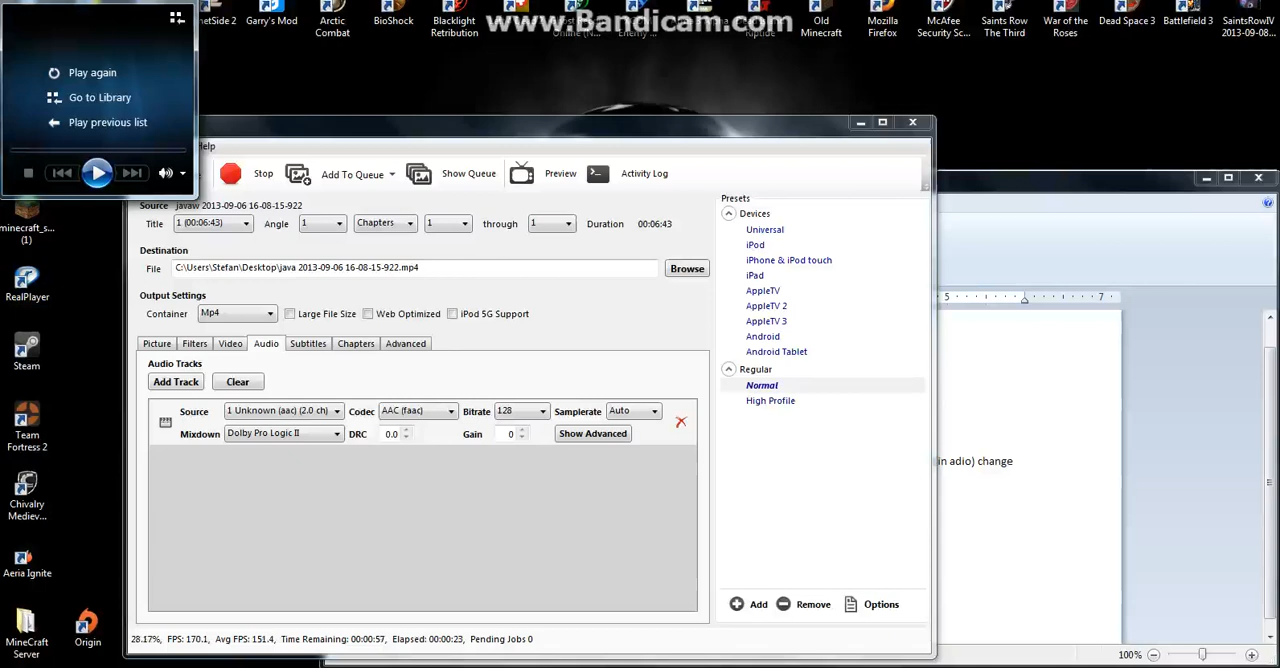 www.Bandicam.com
netSide 2
Garry's Mod
Arctic
Combat
BioShock
Blacklight
Retribution
Old
Minecraft
Mozilla
Firefox
McAfee
Security Sc...
Saints Row
The Third
War of the
Roses
Dead Space 3
Battlefield 3
SaintsRowIV
2013-09-08...
Play again
Go to Library
Play previous list
minecraft_s...
(1)
RealPlayer
Steam
Team
Fortress 2
Chivalry
Mediev...
Aeria Ignite
MineCraft
Server
Origin
Help
Stop
Add To Queue
Show Queue
Preview
Activity Log
Source javaw 2013-09-06 16-08-15-922
Title 1 (00:06:43) Angle 1 Chapters 1 through 1 Duration 00:06:43
Destination
File C:\Users\Stefan\Desktop\java 2013-09-06 16-08-15-922.mp4 Browse
Output Settings
Container Mp4 Large File Size Web Optimized iPod 5G Support
Picture Filters Video Audio Subtitles Chapters Advanced
Audio Tracks
Add Track Clear
Source 1 Unknown (aac) (2.0 ch) Codec AAC (faac) Bitrate 128 Samplerate Auto
Mixdown Dolby Pro Logic II DRC 0.0 Gain 0 Show Advanced
Presets
Devices
Universal
iPod
iPhone & iPod touch
iPad
AppleTV
AppleTV 2
AppleTV 3
Android
Android Tablet
Regular
Normal
High Profile
Add Remove Options
28.17%, FPS: 170.1, Avg FPS: 151.4, Time Remaining: 00:00:57, Elapsed: 00:00:23, Pending Jobs 0
5 7
in adio) change
100%